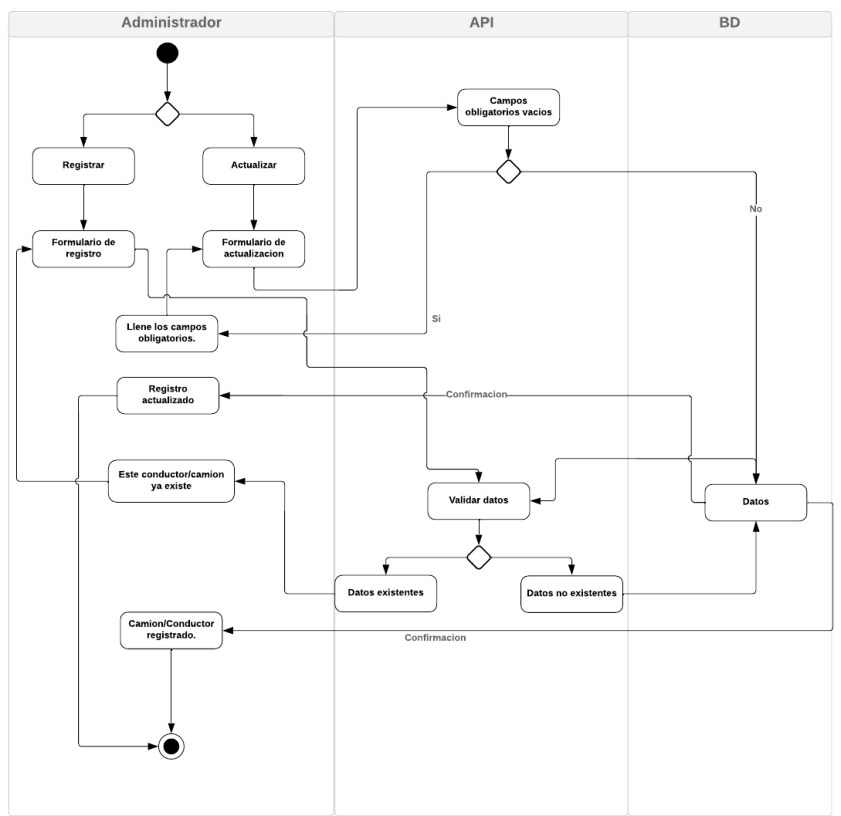 Administrador
API
BD
Campos
obligatorios vacios
Registrar
Actualizar
No
Formulario de
registro
Formulario de
actualizacion
Si
Llene los campos
obligatorios.
Registro
actualizado
Confirmacion
Este conductor/camion
ya existe
Validar datos
Datos
Datos existentes
Datos no existentes
Camion/Conductor
registrado.
Confirmacion